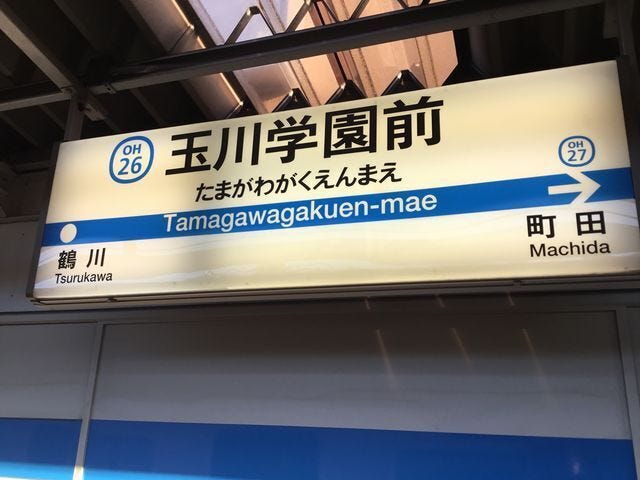 OH
26
玉川学園前
たまがわがくえんまえ
Tamagawagakuen-mae
鶴川
Tsurukawa
OH
27
町田
Machida